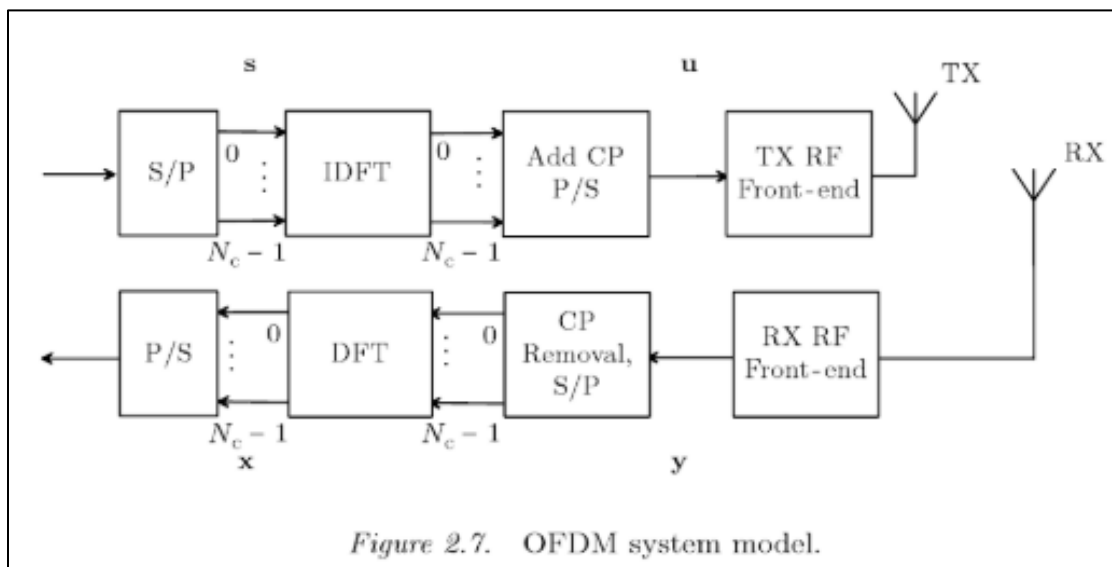 s
u
TX
RX
S/P
0
⋮
N_c − 1
IDFT
0
⋮
N_c − 1
Add CP
P/S
TX RF
Front-end
P/S
0
⋮
N_c − 1
DFT
0
⋮
N_c − 1
CP
Removal,
S/P
RX RF
Front-end
x
y
Figure 2.7. OFDM system model.